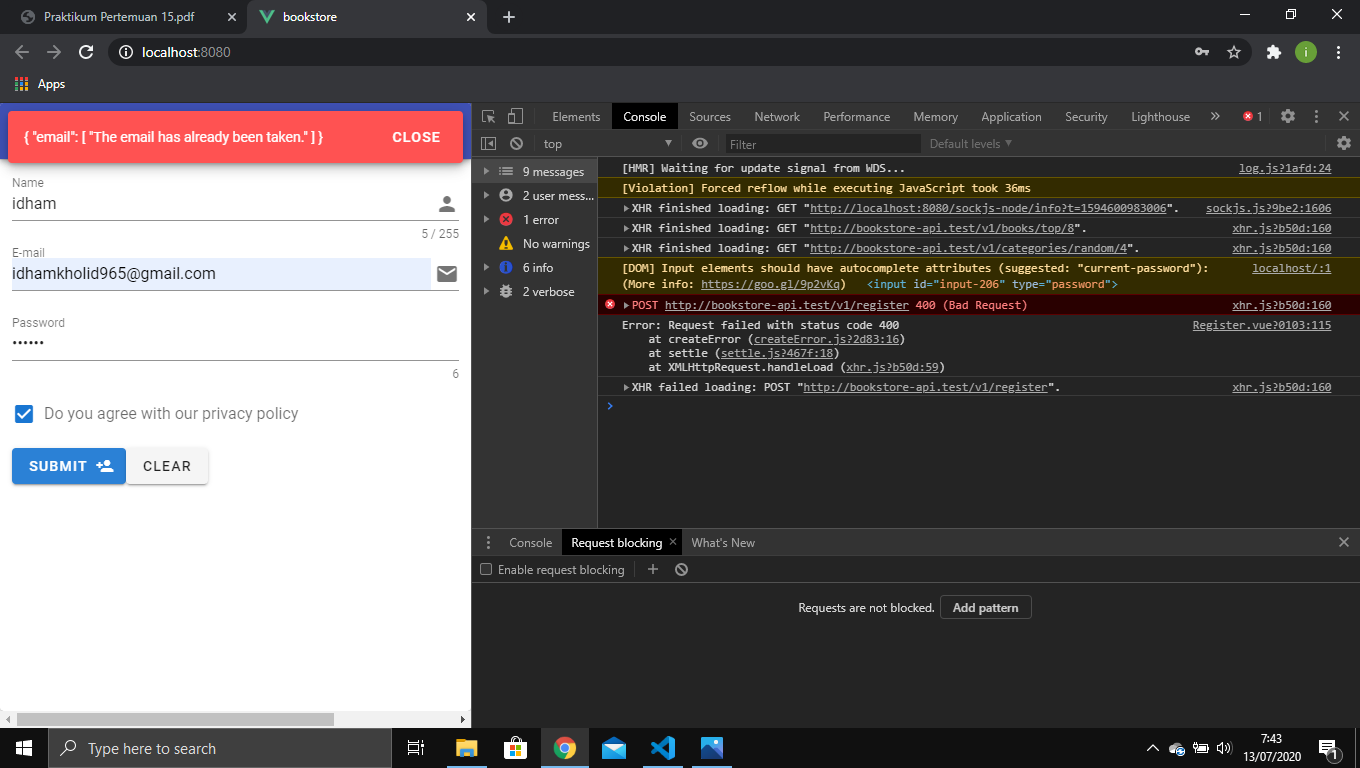 Praktikum Pertemuan 15.pdf
bookstore
localhost:8080
i
Apps
{ "email": [ "The email has already been taken." ] }
CLOSE
Name
idham
5 / 255
E-mail
idhamkholid965@gmail.com
Password
••••••
6
Do you agree with our privacy policy
SUBMIT
CLEAR
Elements
Console
Sources
Network
Performance
Memory
Application
Security
Lighthouse
1
top
Filter
Default levels
9 messages
2 user mess...
1 error
No warnings
6 info
2 verbose
[HMR] Waiting for update signal from WDS... log.js?1afd:24
[Violation] Forced reflow while executing JavaScript took 36ms
XHR finished loading: GET "http://localhost:8080/sockjs-node/info?t=1594600983006". sockjs.js?9be2:1606
XHR finished loading: GET "http://bookstore-api.test/v1/books/top/8". xhr.js?b50d:160
XHR finished loading: GET "http://bookstore-api.test/v1/categories/random/4". xhr.js?b50d:160
[DOM] Input elements should have autocomplete attributes (suggested: "current-password"): localhost/:1
(More info: https://goo.gl/9p2vKq) <input id="input-206" type="password">
POST http://bookstore-api.test/v1/register 400 (Bad Request) xhr.js?b50d:160
Error: Request failed with status code 400 Register.vue?0103:115
at createError (createError.js?2d83:16)
at settle (settle.js?467f:18)
at XMLHttpRequest.handleLoad (xhr.js?b50d:59)
XHR failed loading: POST "http://bookstore-api.test/v1/register". xhr.js?b50d:160
Console
Request blocking
What's New
Enable request blocking
Requests are not blocked.
Add pattern
Type here to search
7:43
13/07/2020
1